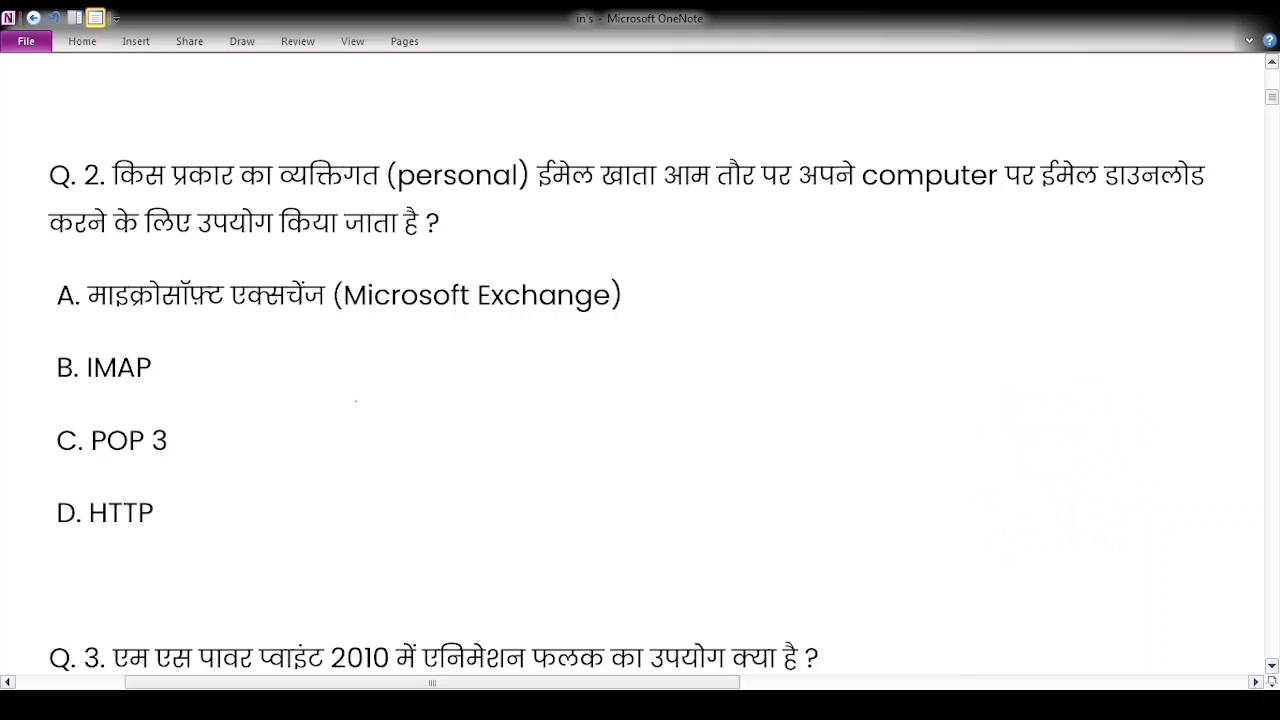 in's - Microsoft OneNote
File Home Insert Share Draw Review View Pages
Q. 2. किस प्रकार का व्यक्तिगत (personal) ईमेल खाता आम तौर पर अपने computer पर ईमेल डाउनलोड
करने के लिए उपयोग किया जाता है ?
A. माइक्रोसॉफ़्ट एक्सचेंज (Microsoft Exchange)
B. IMAP
C. POP 3
D. HTTP
Q. 3. एम एस पावर प्वाइंट 2010 में एनिमेशन फलक का उपयोग क्या है ?